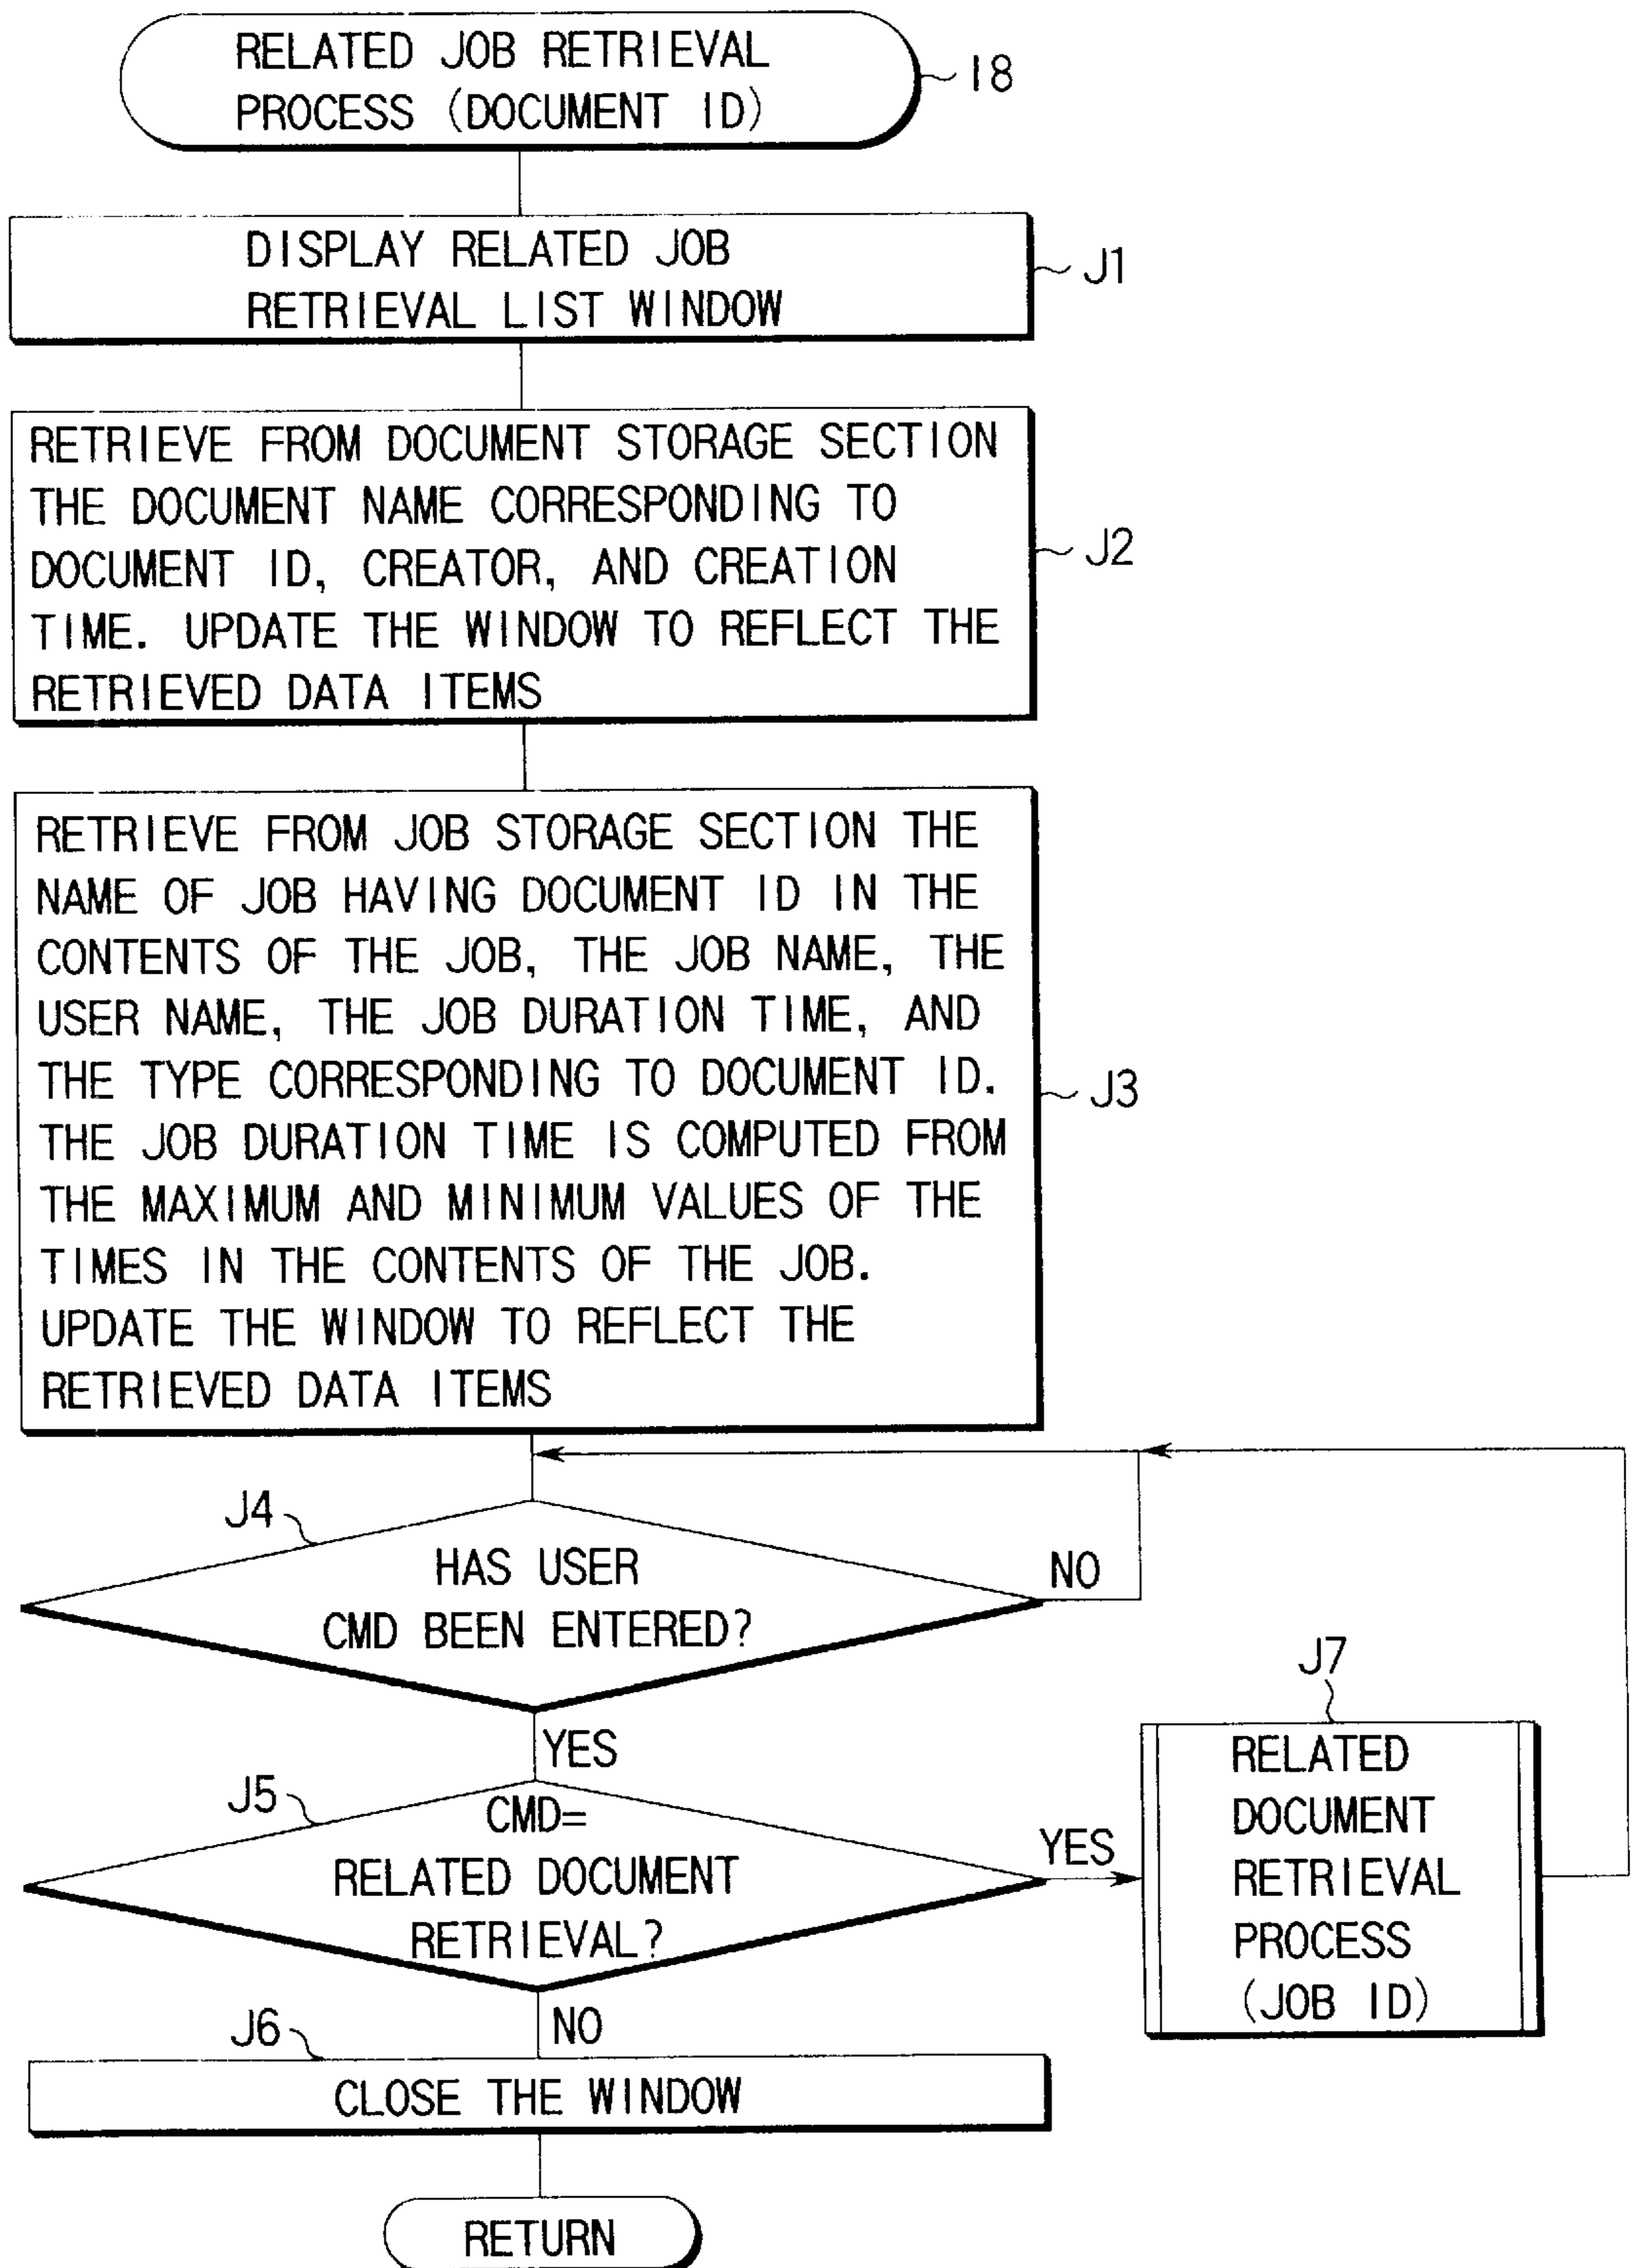 RELATED JOB RETRIEVAL
PROCESS (DOCUMENT ID)
I8
DISPLAY RELATED JOB
RETRIEVAL LIST WINDOW
J1
RETRIEVE FROM DOCUMENT STORAGE SECTION
THE DOCUMENT NAME CORRESPONDING TO
DOCUMENT ID, CREATOR, AND CREATION
TIME. UPDATE THE WINDOW TO REFLECT THE
RETRIEVED DATA ITEMS
J2
RETRIEVE FROM JOB STORAGE SECTION THE
NAME OF JOB HAVING DOCUMENT ID IN THE
CONTENTS OF THE JOB, THE JOB NAME, THE
USER NAME, THE JOB DURATION TIME, AND
THE TYPE CORRESPONDING TO DOCUMENT ID.
THE JOB DURATION TIME IS COMPUTED FROM
THE MAXIMUM AND MINIMUM VALUES OF THE
TIMES IN THE CONTENTS OF THE JOB.
UPDATE THE WINDOW TO REFLECT THE
RETRIEVED DATA ITEMS
J3
J4
HAS USER
CMD BEEN ENTERED?
NO
YES
J5
CMD=
RELATED DOCUMENT
RETRIEVAL?
YES
J7
RELATED
DOCUMENT
RETRIEVAL
PROCESS
(JOB ID)
NO
J6
CLOSE THE WINDOW
RETURN